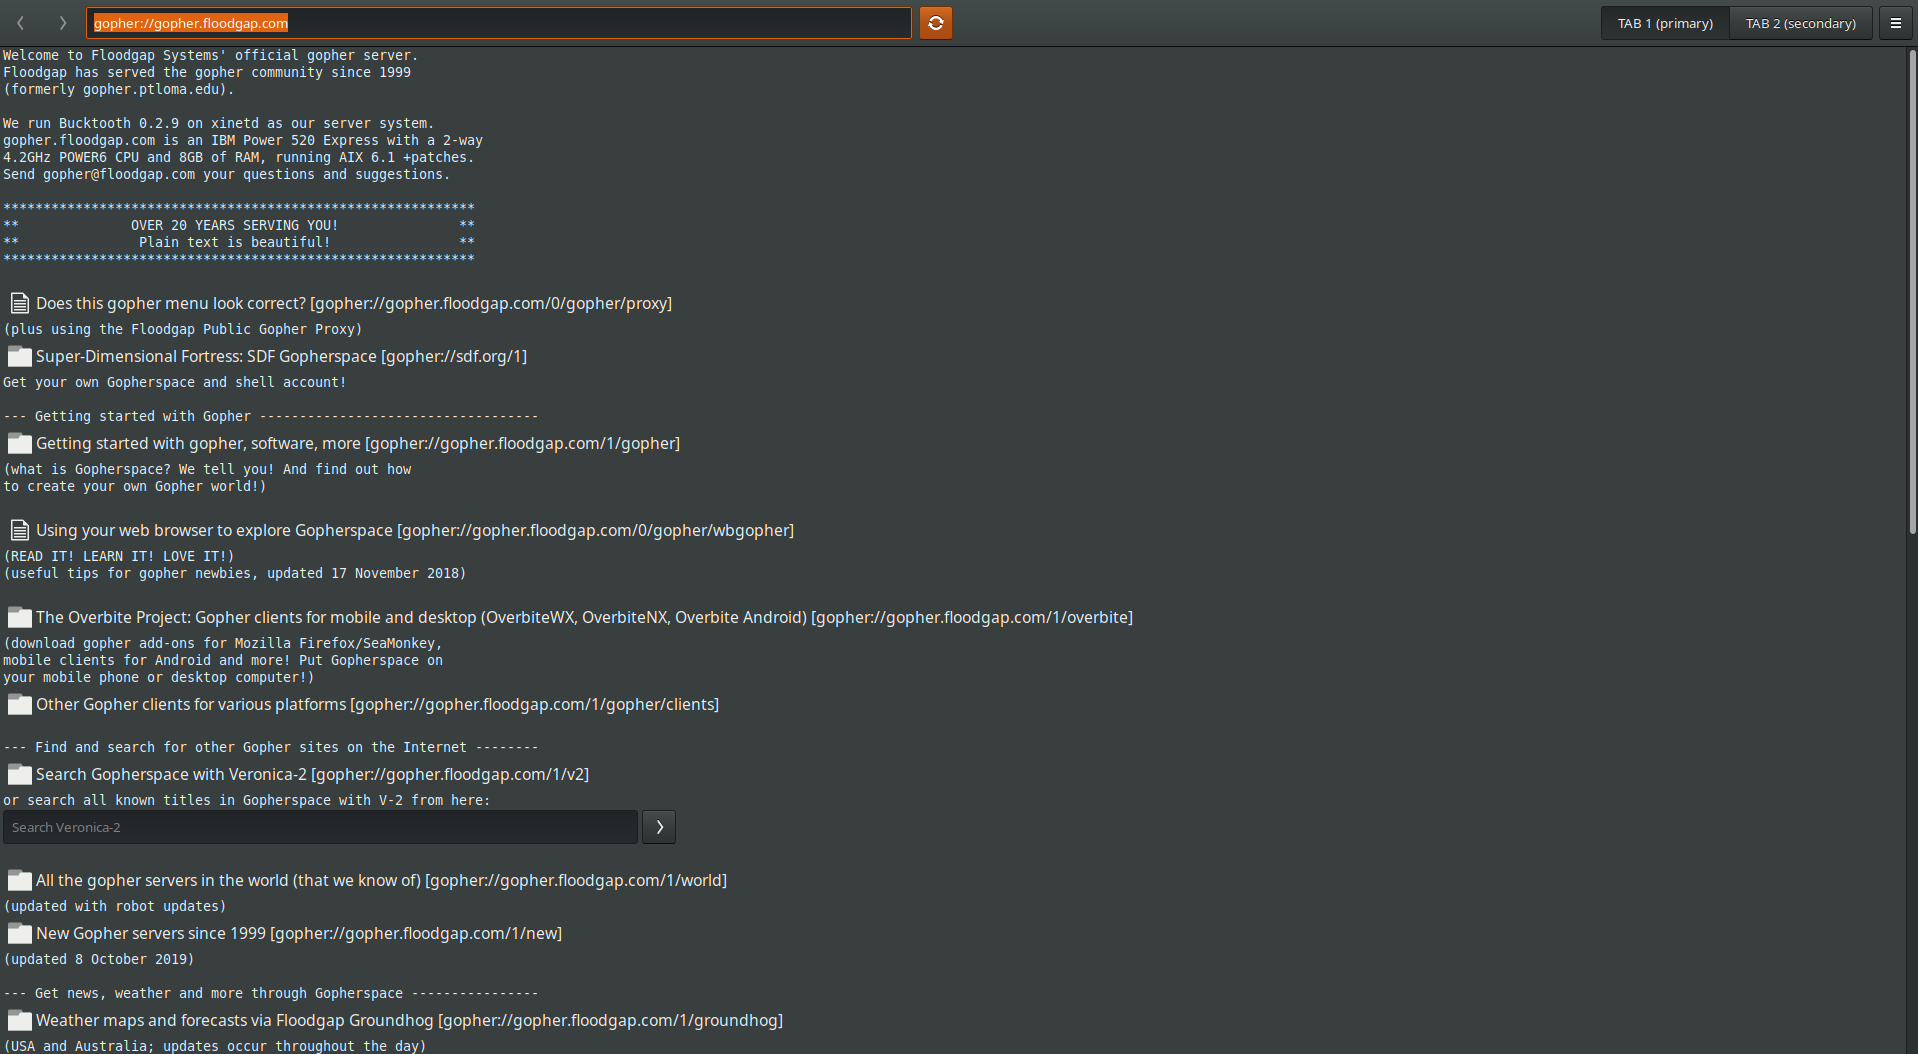 gopher://gopher.floodgap.com
TAB 1 (primary) TAB 2 (secondary)
Welcome to Floodgap Systems' official gopher server.
Floodgap has served the gopher community since 1999
(formerly gopher.ptloma.edu).
We run Bucktooth 0.2.9 on xinetd as our server system.
gopher.floodgap.com is an IBM Power 520 Express with a 2-way
4.2GHz POWER6 CPU and 8GB of RAM, running AIX 6.1 +patches.
Send gopher@floodgap.com your questions and suggestions.
***********************************************************
** OVER 20 YEARS SERVING YOU! **
** Plain text is beautiful! **
***********************************************************
Does this gopher menu look correct? [gopher://gopher.floodgap.com/0/gopher/proxy]
(plus using the Floodgap Public Gopher Proxy)
Super-Dimensional Fortress: SDF Gopherspace [gopher://sdf.org/1]
Get your own Gopherspace and shell account!
--- Getting started with Gopher -----------------------------------
Getting started with gopher, software, more [gopher://gopher.floodgap.com/1/gopher]
(what is Gopherspace? We tell you! And find out how
to create your own Gopher world!)
Using your web browser to explore Gopherspace [gopher://gopher.floodgap.com/0/gopher/wbgopher]
(READ IT! LEARN IT! LOVE IT!)
(useful tips for gopher newbies, updated 17 November 2018)
The Overbite Project: Gopher clients for mobile and desktop (OverbiteWX, OverbiteNX, Overbite Android) [gopher://gopher.floodgap.com/1/overbite]
(download gopher add-ons for Mozilla Firefox/SeaMonkey,
mobile clients for Android and more! Put Gopherspace on
your mobile phone or desktop computer!)
Other Gopher clients for various platforms [gopher://gopher.floodgap.com/1/gopher/clients]
--- Find and search for other Gopher sites on the Internet --------
Search Gopherspace with Veronica-2 [gopher://gopher.floodgap.com/1/v2]
or search all known titles in Gopherspace with V-2 from here:
Search Veronica-2
All the gopher servers in the world (that we know of) [gopher://gopher.floodgap.com/1/world]
(updated with robot updates)
New Gopher servers since 1999 [gopher://gopher.floodgap.com/1/new]
(updated 8 October 2019)
--- Get news, weather and more through Gopherspace ----------------
Weather maps and forecasts via Floodgap Groundhog [gopher://gopher.floodgap.com/1/groundhog]
(USA and Australia; updates occur throughout the day)